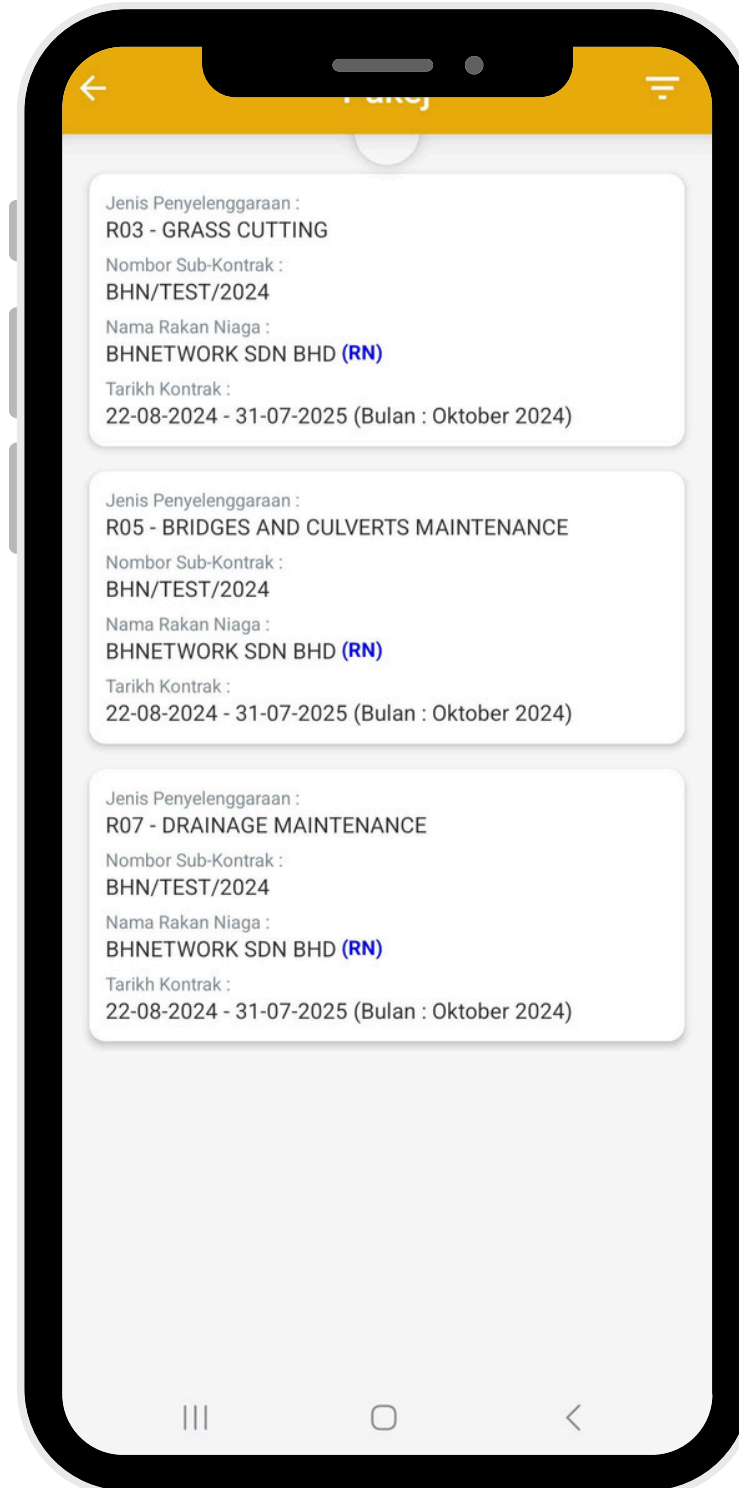 Pakej
Jenis Penyelenggaraan :
R03 - GRASS CUTTING
Nombor Sub-Kontrak :
BHN/TEST/2024
Nama Rakan Niaga :
BHNETWORK SDN BHD (RN)
Tarikh Kontrak :
22-08-2024 - 31-07-2025 (Bulan : Oktober 2024)
Jenis Penyelenggaraan :
R05 - BRIDGES AND CULVERTS MAINTENANCE
Nombor Sub-Kontrak :
BHN/TEST/2024
Nama Rakan Niaga :
BHNETWORK SDN BHD (RN)
Tarikh Kontrak :
22-08-2024 - 31-07-2025 (Bulan : Oktober 2024)
Jenis Penyelenggaraan :
R07 - DRAINAGE MAINTENANCE
Nombor Sub-Kontrak :
BHN/TEST/2024
Nama Rakan Niaga :
BHNETWORK SDN BHD (RN)
Tarikh Kontrak :
22-08-2024 - 31-07-2025 (Bulan : Oktober 2024)